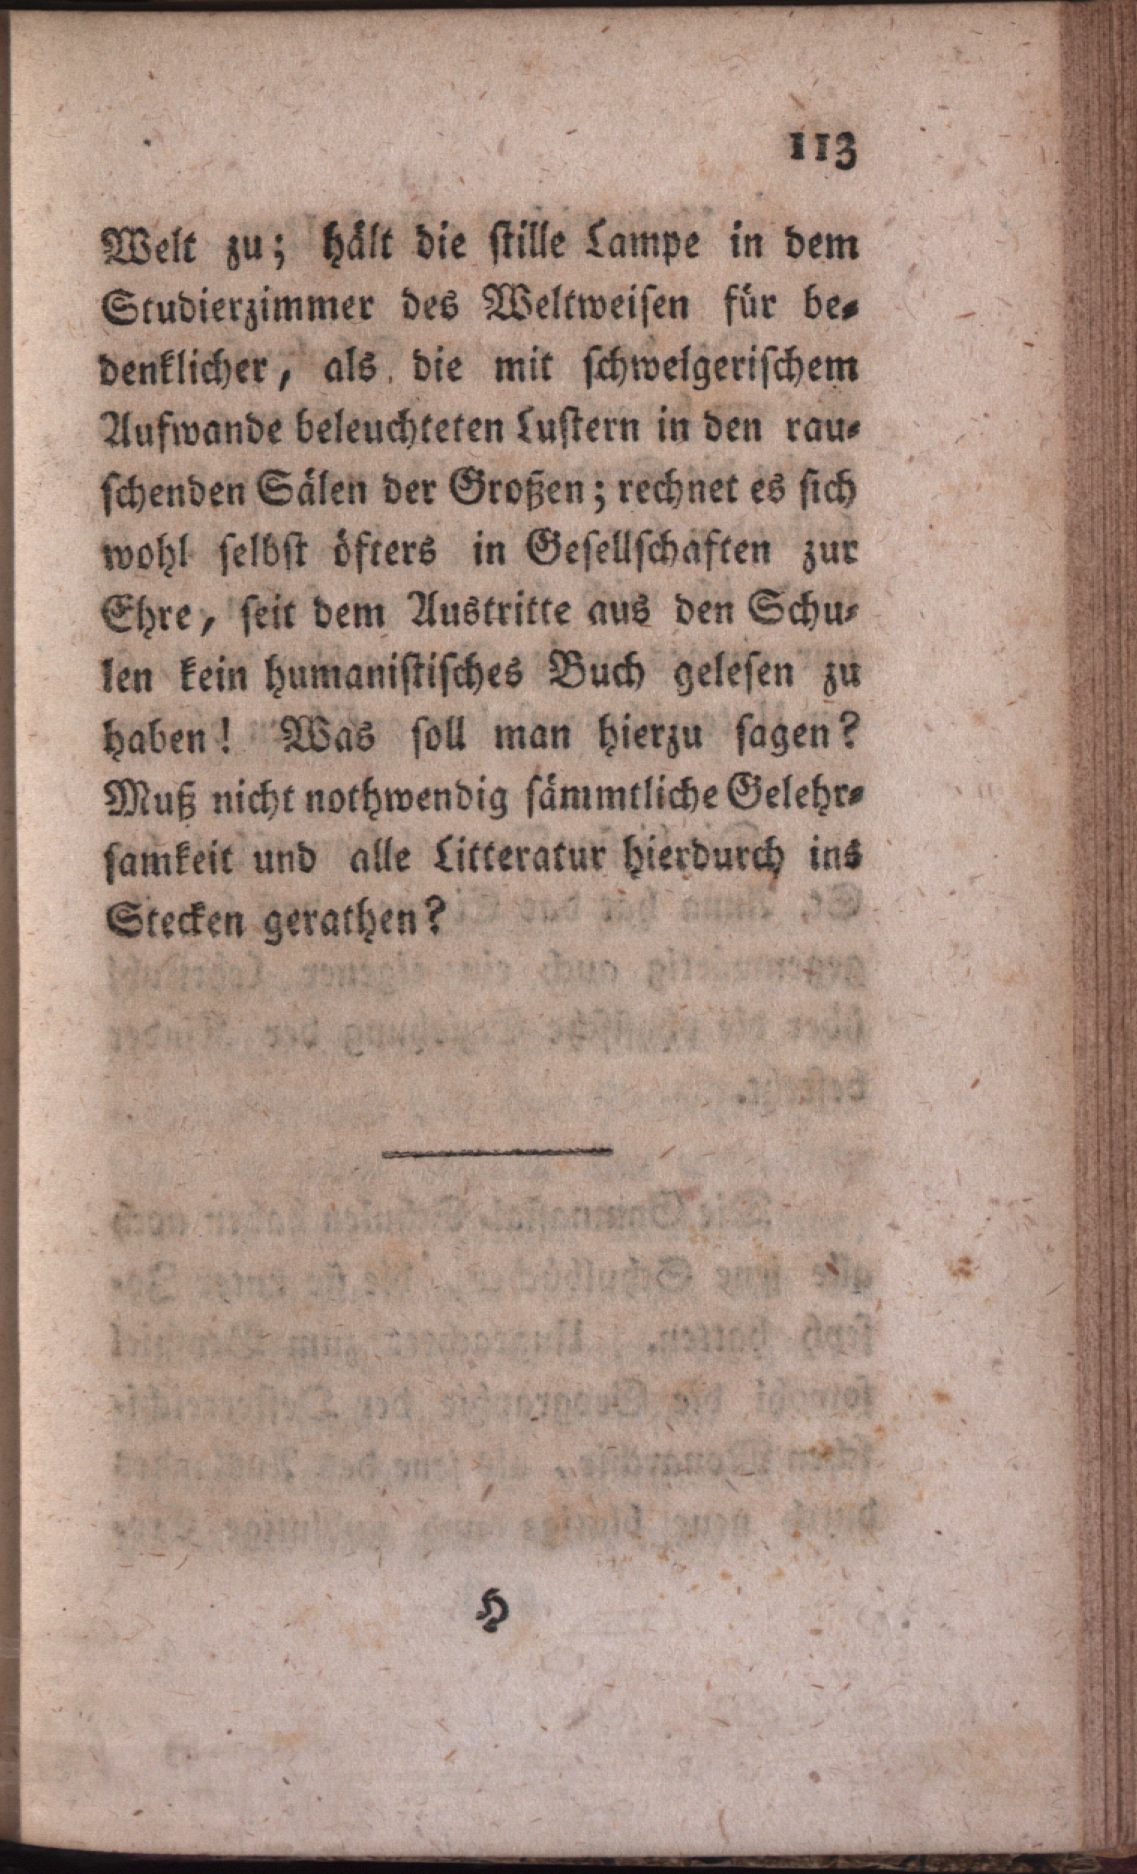 113
Welt zu; hält die stille Lampe in dem
Studierzimmer des Weltweisen für be-
denklicher, als die mit schwelgerischem
Aufwande beleuchteten Lustern in den rau-
schenden Sälen der Großen; rechnet es sich
wohl selbst öfters in Gesellschaften zur
Ehre, seit dem Austritte aus den Schu-
len kein humanistisches Buch gelesen zu
haben! Was soll man hierzu sagen?
Muß nicht nothwendig sämmtliche Gelehr-
samkeit und alle Litteratur hierdurch ins
Stecken gerathen?
H